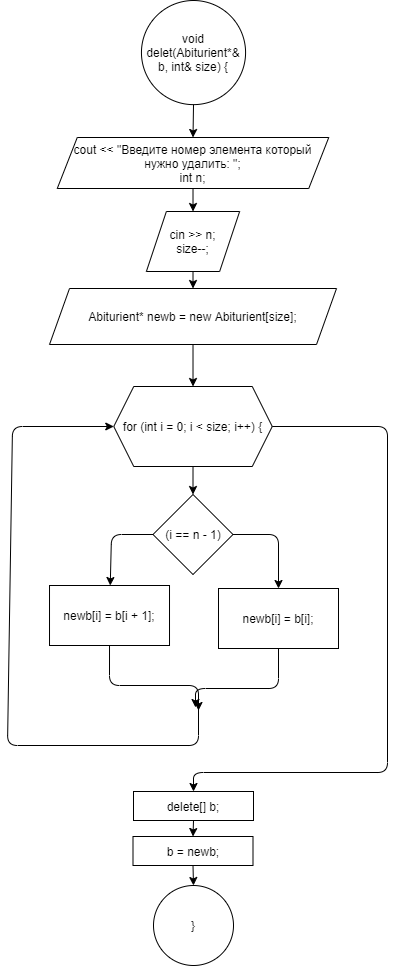 void
delet(Abiturient*&
b, int& size) {
cout << "Введите номер элемента который
нужно удалить: ";
int n;
cin >> n;
size--;
Abiturient* newb = new Abiturient[size];
for (int i = 0; i < size; i++) {
(i == n - 1)
newb[i] = b[i + 1];
newb[i] = b[i];
delete[] b;
b = newb;
}